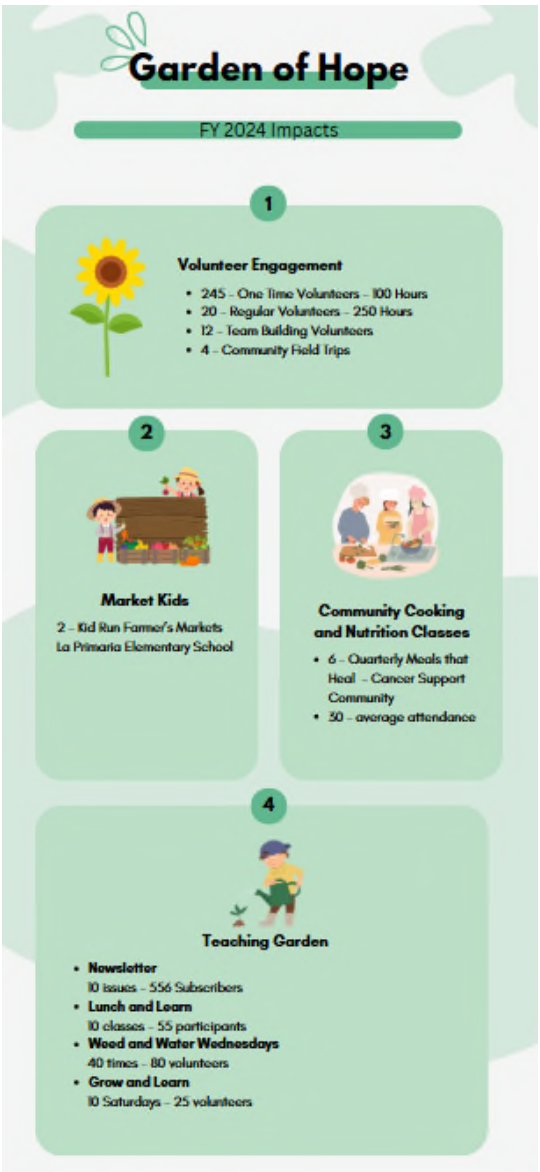 Garden of Hope
FY 2024 Impacts
1
Volunteer Engagement
• 245 – One Time Volunteers – 100 Hours
• 20 – Regular Volunteers – 250 Hours
• 12 – Team Building Volunteers
• 4 – Community Field Trips
2
Market Kids
2 – Kid Run Farmer's Markets
La Primaria Elementary School
3
Community Cooking
and Nutrition Classes
• 6 – Quarterly Meals that
Heal – Cancer Support
Community
• 30 – average attendance
4
Teaching Garden
• Newsletter
10 issues – 556 Subscribers
• Lunch and Learn
10 classes – 55 participants
• Weed and Water Wednesdays
40 times – 80 volunteers
• Grow and Learn
10 Saturdays – 25 volunteers